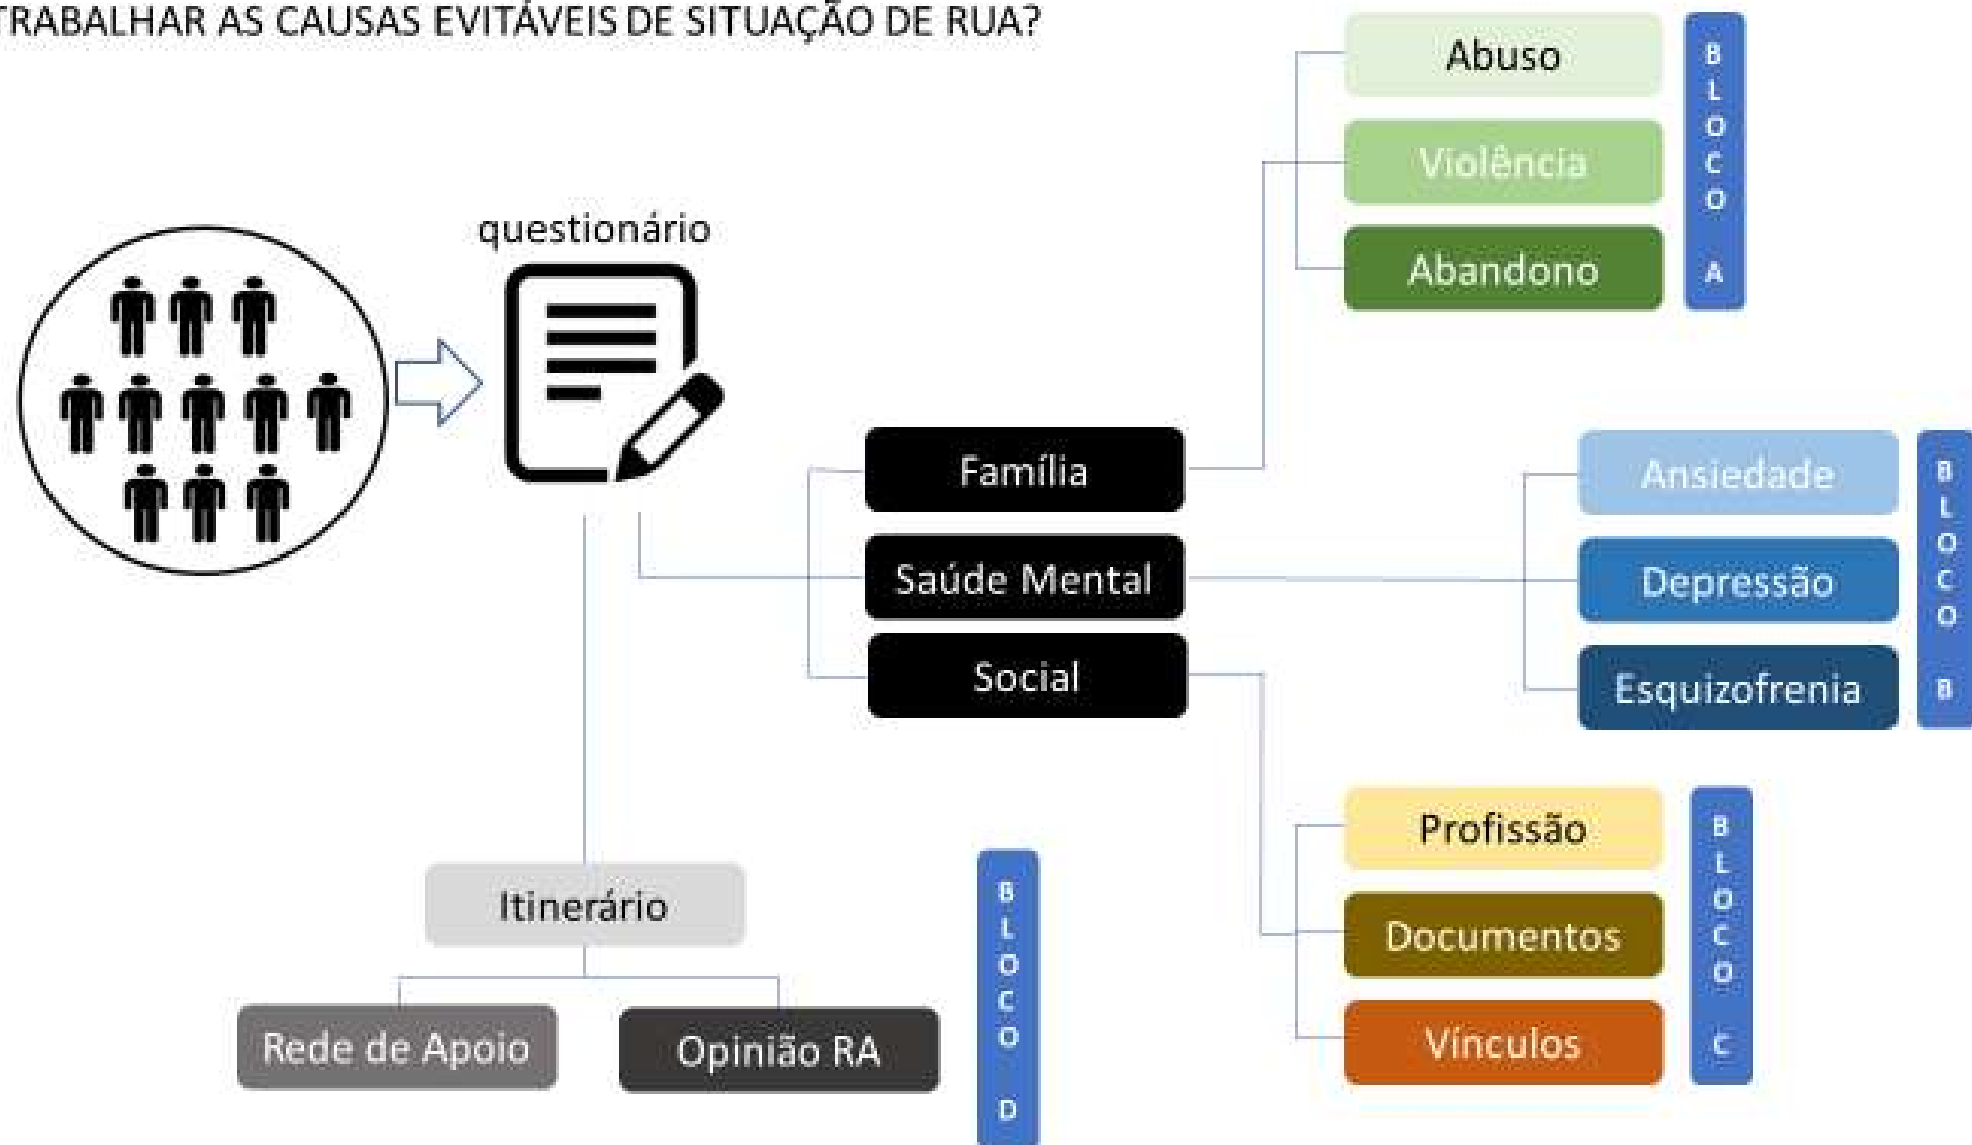 TRABALHAR AS CAUSAS EVITÁVEIS DE SITUAÇÃO DE RUA?
questionário
Família
Saúde Mental
Social
Abuso
Violência
Abandono
BLOCO A
Ansiedade
Depressão
Esquizofrenia
BLOCO B
Profissão
Documentos
Vínculos
BLOCO C
Itinerário
Rede de Apoio
Opinião RA
BLOCO D